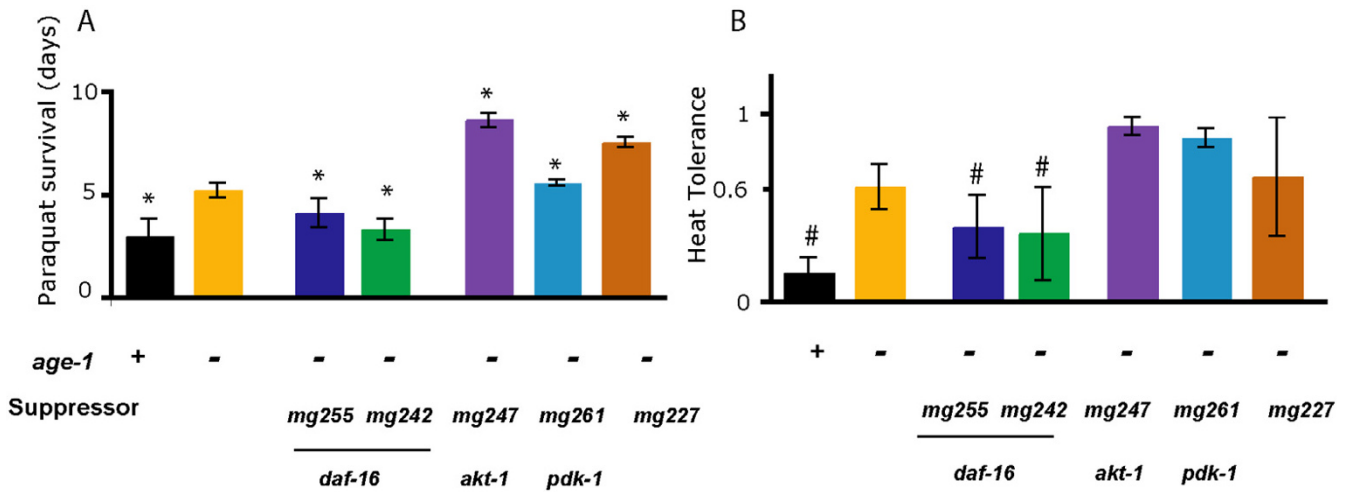 A
Paraquat survival (days)
10
5
0
* * * * * *
age-1 + - - - - - -
Suppressor mg255 mg242 mg247 mg261 mg227
daf-16 akt-1 pdk-1
B
Heat Tolerance
1
0.6
0
# # #
+ - - - - - -
mg255 mg242 mg247 mg261 mg227
daf-16 akt-1 pdk-1